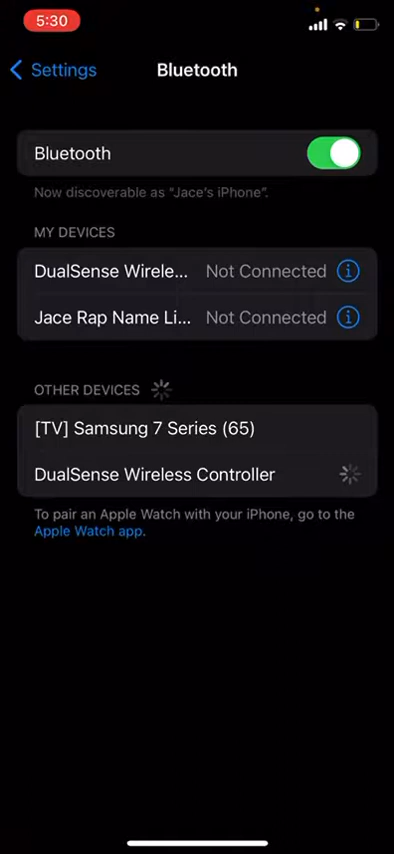 5:30
Settings
Bluetooth
Bluetooth
Now discoverable as “Jace’s iPhone”.
MY DEVICES
DualSense Wirele... Not Connected
Jace Rap Name Li... Not Connected
OTHER DEVICES
[TV] Samsung 7 Series (65)
DualSense Wireless Controller
To pair an Apple Watch with your iPhone, go to the
Apple Watch app.